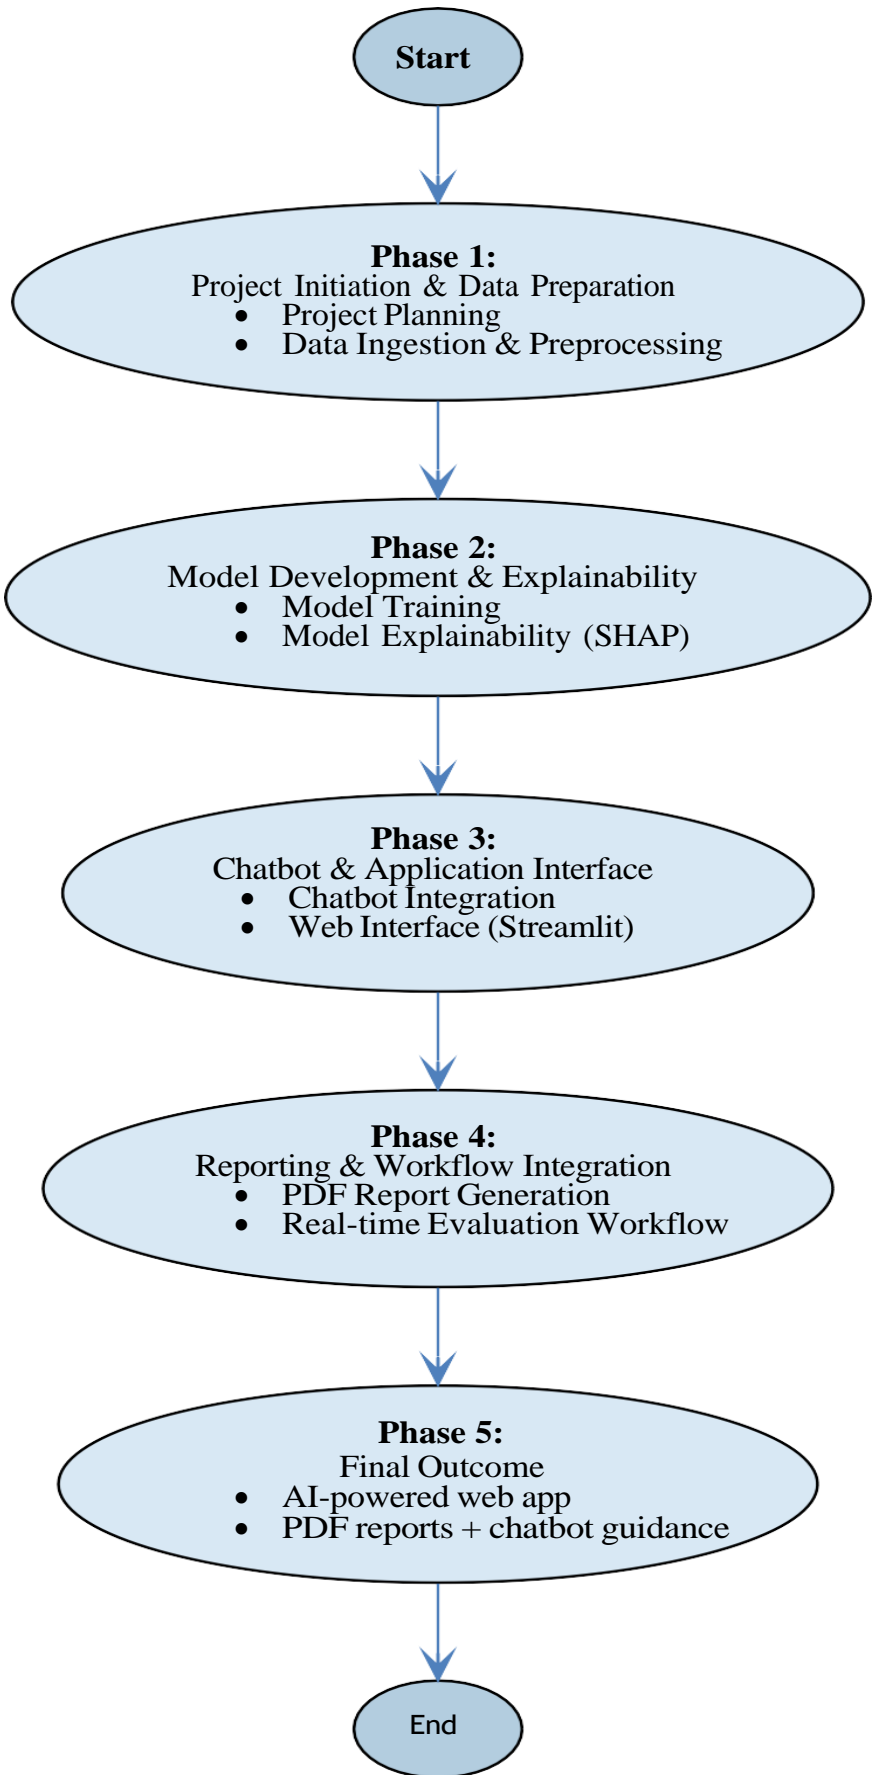 Start
Phase 1:
Project Initiation & Data Preparation
• Project Planning
• Data Ingestion & Preprocessing
Phase 2:
Model Development & Explainability
• Model Training
• Model Explainability (SHAP)
Phase 3:
Chatbot & Application Interface
• Chatbot Integration
• Web Interface (Streamlit)
Phase 4:
Reporting & Workflow Integration
• PDF Report Generation
• Real-time Evaluation Workflow
Phase 5:
Final Outcome
• AI-powered web app
• PDF reports + chatbot guidance
End